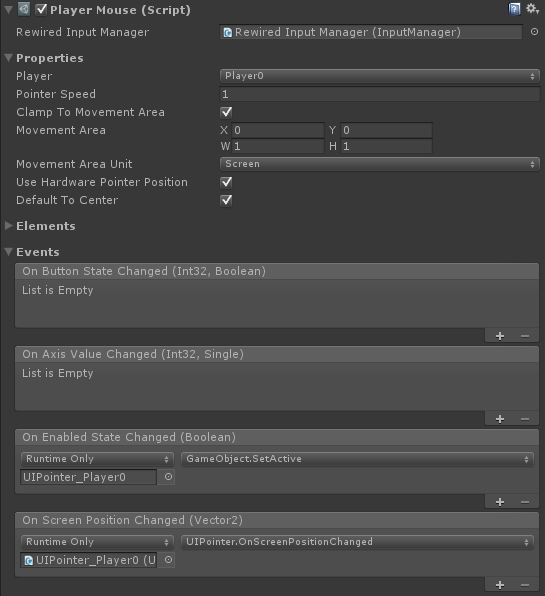 Player Mouse (Script)
Rewired Input Manager Rewired Input Manager (InputManager)
Properties
Player Player0
Pointer Speed 1
Clamp To Movement Area
Movement Area X 0 Y 0
W 1 H 1
Movement Area Unit Screen
Use Hardware Pointer Position
Default To Center
Elements
Events
On Button State Changed (Int32, Boolean)
List is Empty
+ −
On Axis Value Changed (Int32, Single)
List is Empty
+ −
On Enabled State Changed (Boolean)
Runtime Only GameObject.SetActive
UIPointer_Player0
+ −
On Screen Position Changed (Vector2)
Runtime Only UIPointer.OnScreenPositionChanged
UIPointer_Player0 (U
+ −